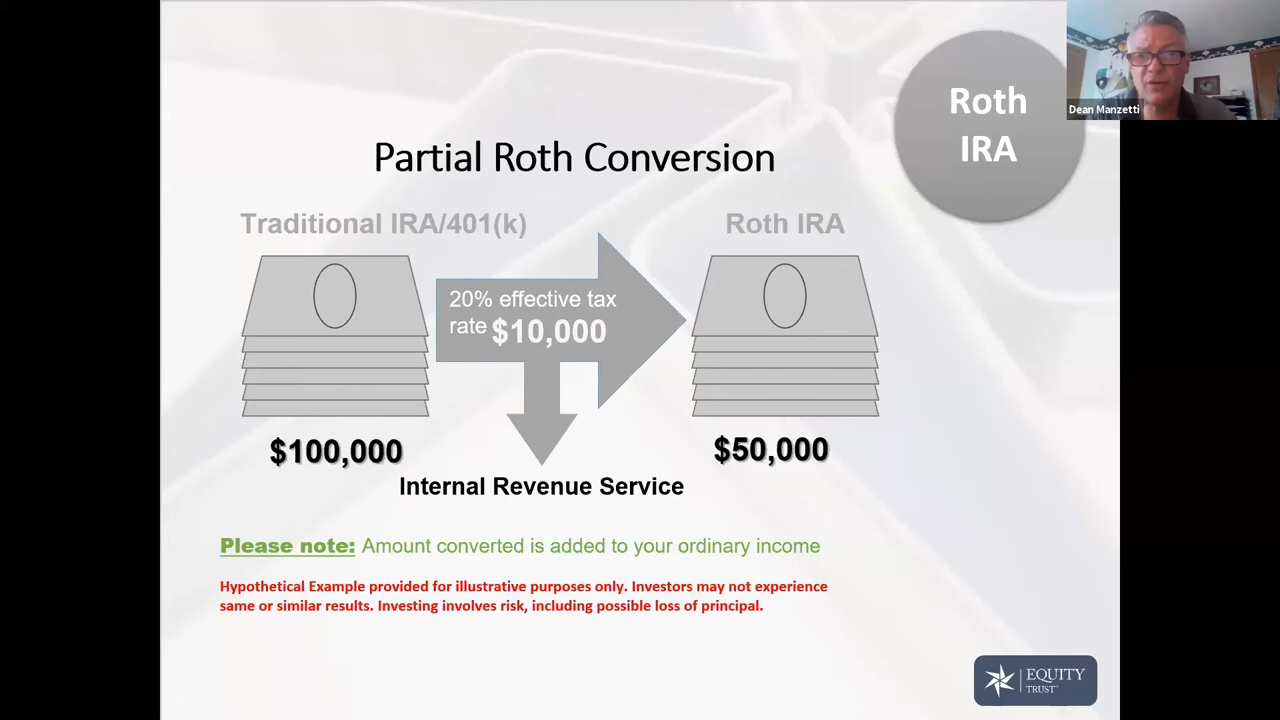 Roth
IRA
Dean Manzetti
Partial Roth Conversion
Traditional IRA/401(k)
Roth IRA
20% effective tax
rate $10,000
$100,000
$50,000
Internal Revenue Service
Please note: Amount converted is added to your ordinary income
Hypothetical Example provided for illustrative purposes only. Investors may not experience
same or similar results. Investing involves risk, including possible loss of principal.
EQUITY
TRUST